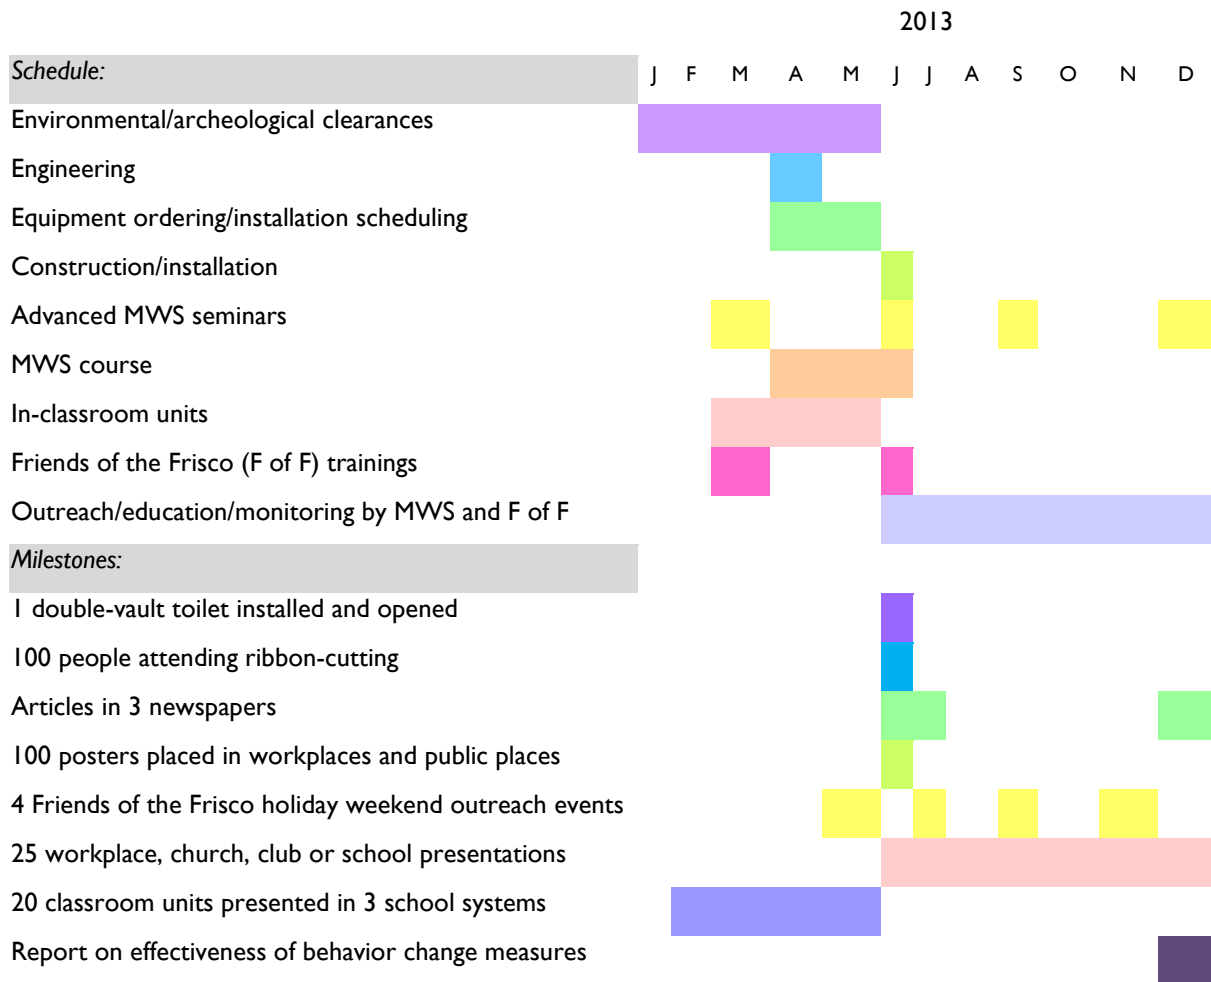 2013
Schedule: J F M A M J J A S O N D
Environmental/archeological clearances
Engineering
Equipment ordering/installation scheduling
Construction/installation
Advanced MWS seminars
MWS course
In-classroom units
Friends of the Frisco (F of F) trainings
Outreach/education/monitoring by MWS and F of F
Milestones:
1 double-vault toilet installed and opened
100 people attending ribbon-cutting
Articles in 3 newspapers
100 posters placed in workplaces and public places
4 Friends of the Frisco holiday weekend outreach events
25 workplace, church, club or school presentations
20 classroom units presented in 3 school systems
Report on effectiveness of behavior change measures